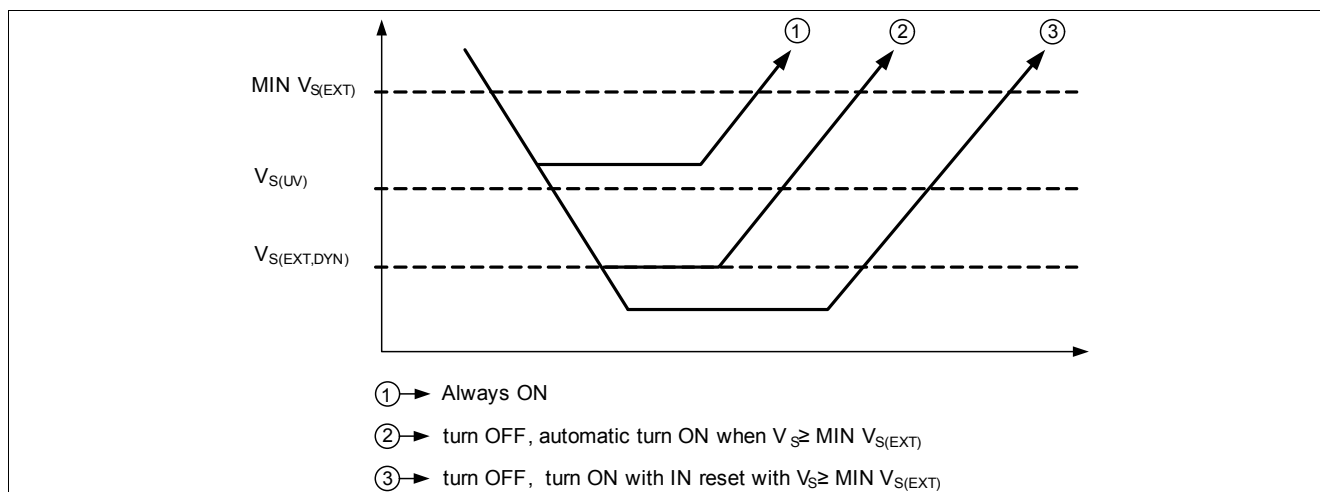 ① ② ③
MIN VS(EXT)
VS(UV)
VS(EXT,DYN)
① Always ON
② turn OFF, automatic turn ON when VS≥ MIN VS(EXT)
③ turn OFF, turn ON with IN reset with VS≥ MIN VS(EXT)